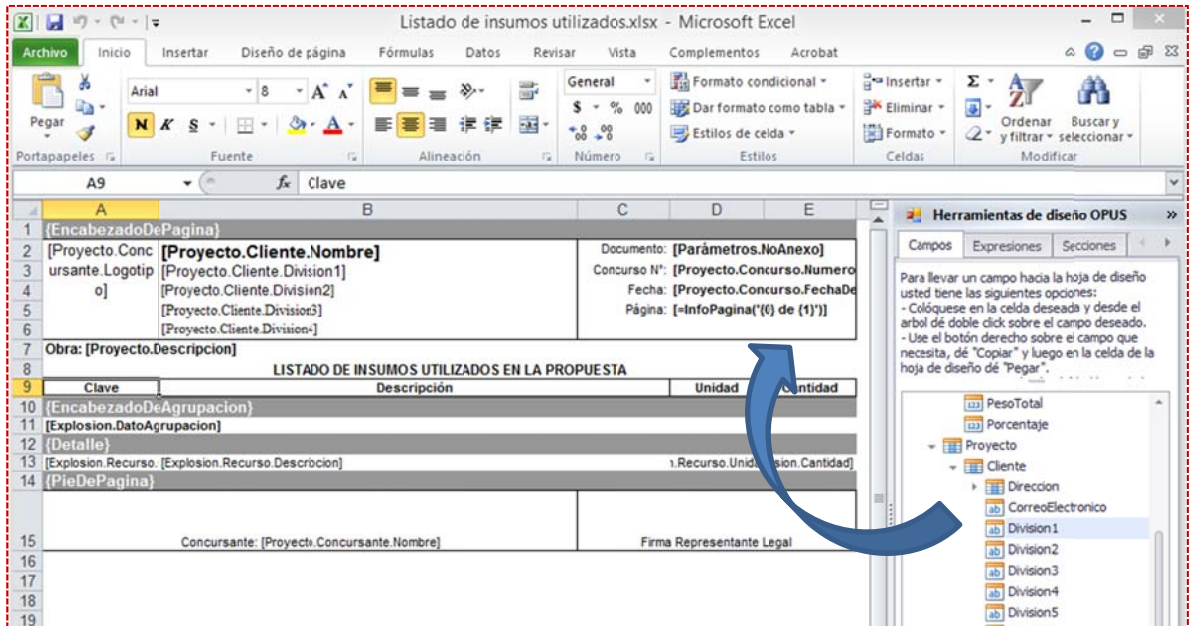 Listado de insumos utilizados.xlsx - Microsoft Excel
Archivo Inicio Insertar Diseño de página Fórmulas Datos Revisar Vista Complementos Acrobat
Pegar
Arial 8 A A
N K S A
General
$ % 000
Formato condicional
Dar formato como tabla
Estilos de celda
Insertar
Eliminar
Formato
Σ
Ordenar y filtrar
Buscar y seleccionar
Portapapeles Fuente Alineación Número Estilos Celdas Modificar
A9 fx Clave
A B C D E
1 {EncabezadoDePagina}
2 [Proyecto.Conc [Proyecto.Cliente.Nombre] Documento: [Parámetros.NoAnexo]
3 ursante.Logotip [Proyecto.Cliente.Division1] Concurso N°: [Proyecto.Concurso.Numero
4 o] [Proyecto.Cliente.Division2] Fecha: [Proyecto.Concurso.FechaDe
5 [Proyecto.Cliente.Division3] Página: [=InfoPagina('{0} de {1}')]
6 [Proyecto.Cliente.Division4]
7 Obra: [Proyecto.Descripcion]
8 LISTADO DE INSUMOS UTILIZADOS EN LA PROPUESTA
9 Clave Descripción Unidad Cantidad
10 {EncabezadoDeAgrupacion}
11 [Explosion.DatoAgrupacion]
12 {Detalle}
13 [Explosion.Recurso. [Explosion.Recurso.Descripcion] n.Recurso.Unida sion.Cantidad]
14 {PieDePagina}
15 Concursante: [Proyecto.Concursante.Nombre] Firma Representante Legal
16
17
18
19
Herramientas de diseño OPUS »
Campos Expresiones Secciones
Para llevar un campo hacia la hoja de diseño
usted tiene las siguientes opciones:
- Colóquese en la celda deseada y desde el
arbol dé doble click sobre el campo deseado.
- Use el botón derecho sobre el campo que
necesita, dé "Copiar" y luego en la celda de la
hoja de diseño dé "Pegar".
PesoTotal
Porcentaje
Proyecto
Cliente
Direccion
CorreoElectronico
Division1
Division2
Division3
Division4
Division5